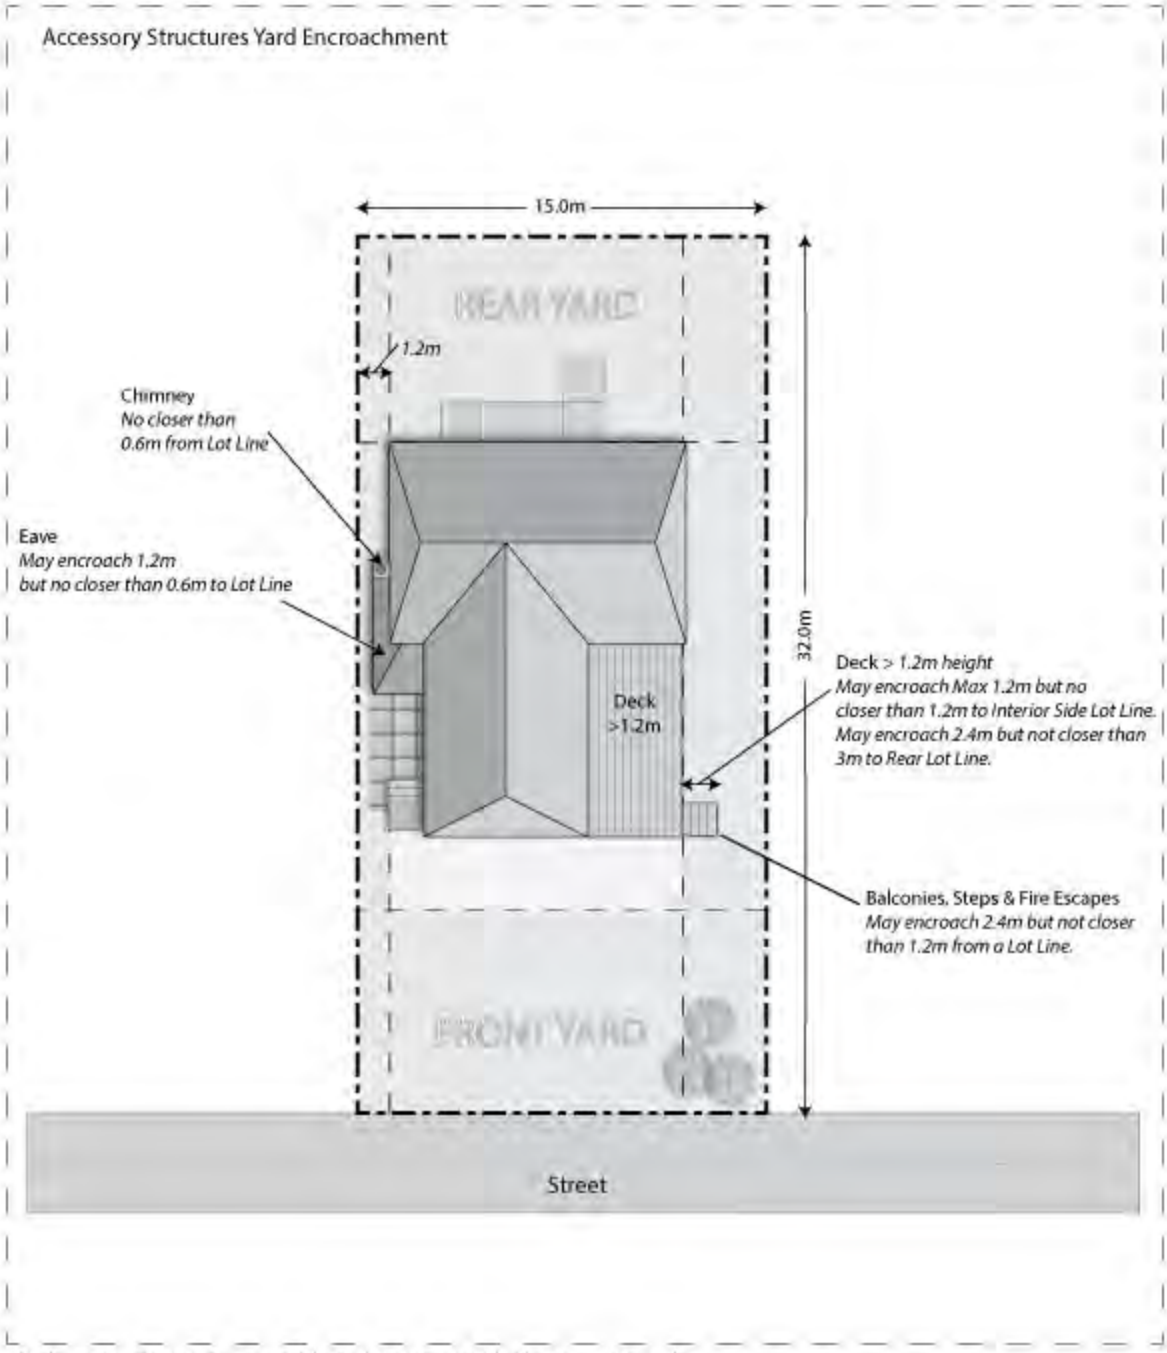 Accessory Structures Yard Encroachment
15.0m
REAR YARD
1.2m
Chimney
No closer than
0.6m from Lot Line
Eave
May encroach 1.2m
but no closer than 0.6m to Lot Line
32.0m
Deck > 1.2m height
May encroach Max 1.2m but no
closer than 1.2m to Interior Side Lot Line.
May encroach 2.4m but not closer than
3m to Rear Lot Line.
Deck
>1.2m
Balconies, Steps & Fire Escapes
May encroach 2.4m but not closer
than 1.2m from a Lot Line.
FRONT YARD
Street